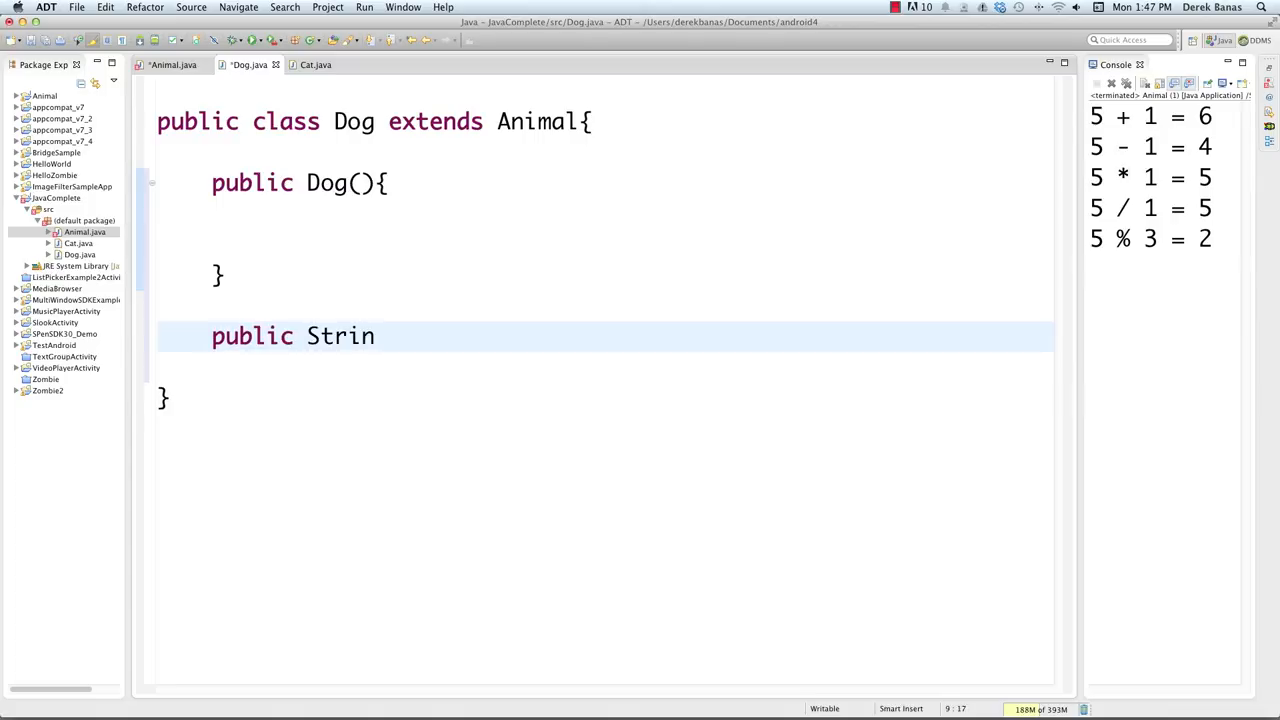 ADT File Edit Refactor Source Navigate Search Project Run Window Help
10 Mon 1:47 PM Derek Banas
Java - JavaComplete/src/Dog.java - ADT - /Users/derekbanas/Documents/android4
Quick Access Java DDMS
Package Exp
*Animal.java *Dog.java Cat.java
Console
Animal
appcompat_v7
appcompat_v7_2
appcompat_v7_3
appcompat_v7_4
BridgeSample
HelloWorld
HelloZombie
ImageFilterSampleApp
JavaComplete
src
(default package)
Animal.java
Cat.java
Dog.java
JRE System Library [Ja
ListPickerExample2Activi
MediaBrowser
MultiWindowSDKExample
MusicPlayerActivity
SlookActivity
SPenSDK30_Demo
TestAndroid
TextGroupActivity
VideoPlayerActivity
Zombie
Zombie2
public class Dog extends Animal{
public Dog(){
}
public Strin
}
<terminated> Animal (1) [Java Application] /S
5 + 1 = 6
5 - 1 = 4
5 * 1 = 5
5 / 1 = 5
5 % 3 = 2
Writable Smart Insert 9 : 17 188M of 393M